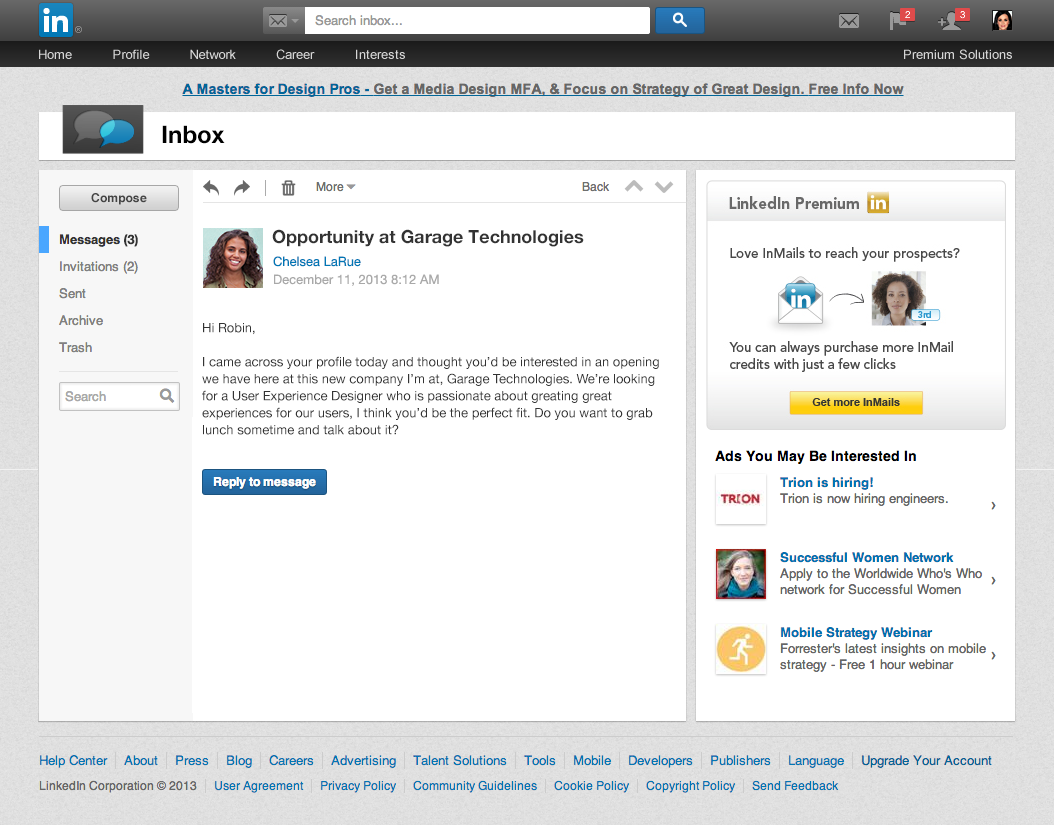 in ®
Search inbox...
2
3
Home Profile Network Career Interests Premium Solutions
A Masters for Design Pros - Get a Media Design MFA, & Focus on Strategy of Great Design. Free Info Now
Inbox
Compose
Messages (3)
Invitations (2)
Sent
Archive
Trash
Search
More Back
Opportunity at Garage Technologies
Chelsea LaRue
December 11, 2013 8:12 AM
Hi Robin,
I came across your profile today and thought you'd be interested in an opening
we have here at this new company I'm at, Garage Technologies. We're looking
for a User Experience Designer who is passionate about greating great
experiences for our users, I think you'd be the perfect fit. Do you want to grab
lunch sometime and talk about it?
Reply to message
LinkedIn Premium in
Love InMails to reach your prospects?
in
3rd
You can always purchase more InMail
credits with just a few clicks
Get more InMails
Ads You May Be Interested In
TRION
Trion is hiring!
Trion is now hiring engineers.
Successful Women Network
Apply to the Worldwide Who's Who
network for Successful Women
Mobile Strategy Webinar
Forrester's latest insights on mobile
strategy - Free 1 hour webinar
Help Center About Press Blog Careers Advertising Talent Solutions Tools Mobile Developers Publishers Language Upgrade Your Account
LinkedIn Corporation © 2013 User Agreement Privacy Policy Community Guidelines Cookie Policy Copyright Policy Send Feedback